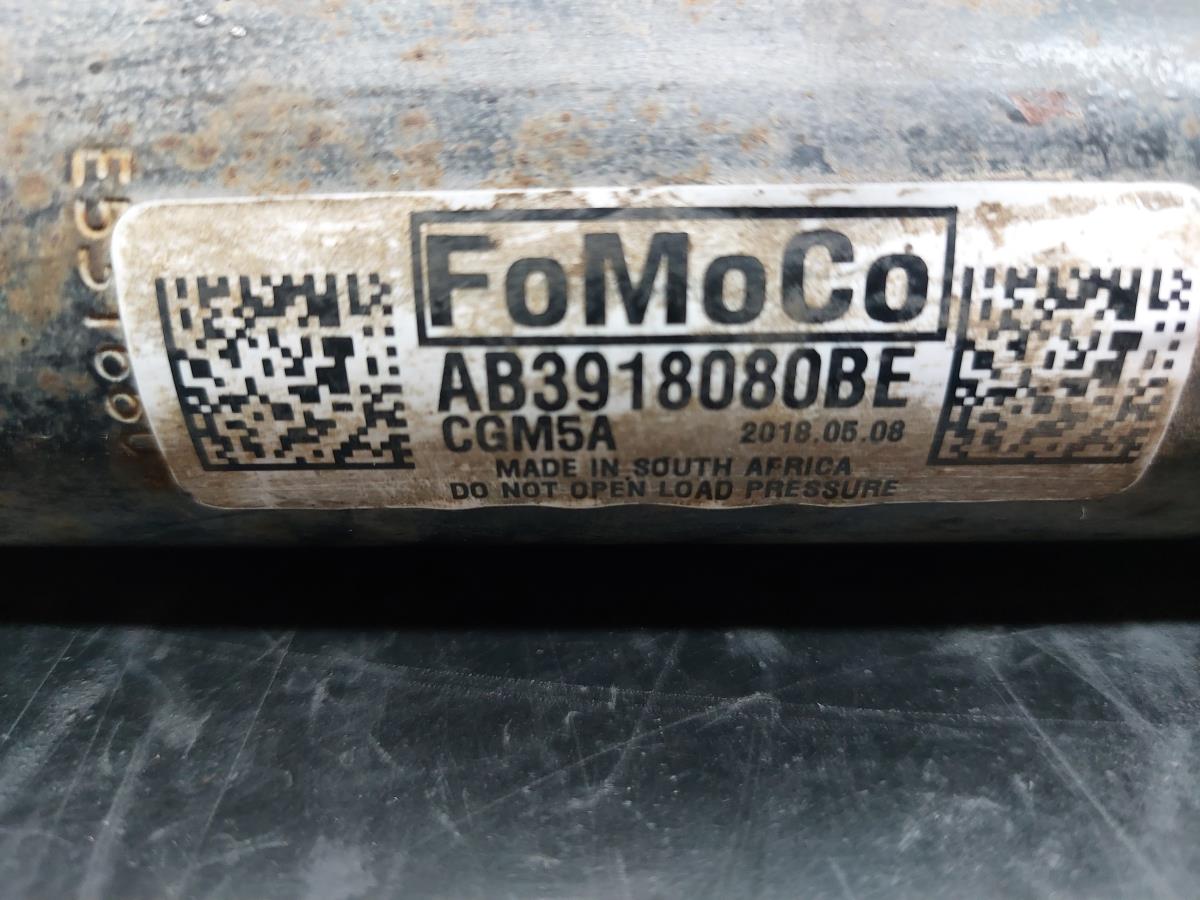 FoMoCo
AB3918080BE
CGM5A 2018.05.08
MADE IN SOUTH AFRICA
DO NOT OPEN LOAD PRESSURE